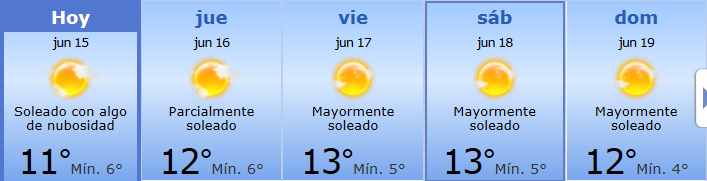 Hoy
jun 15
Soleado con algo
de nubosidad
11° Mín. 6°
jue
jun 16
Parcialmente
soleado
12° Mín. 6°
vie
jun 17
Mayormente
soleado
13° Mín. 5°
sáb
jun 18
Mayormente
soleado
13° Mín. 5°
dom
jun 19
Mayormente
soleado
12° Mín. 4°